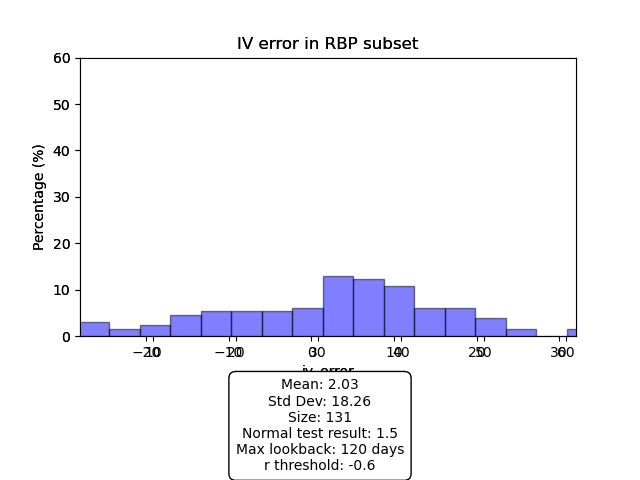 IV error in RBP subset
60
50
40
30
20
10
0
Percentage (%)
iv_error
Mean: 2.03
Std Dev: 18.26
Size: 131
Normal test result: 1.5
Max lookback: 120 days
r threshold: -0.6